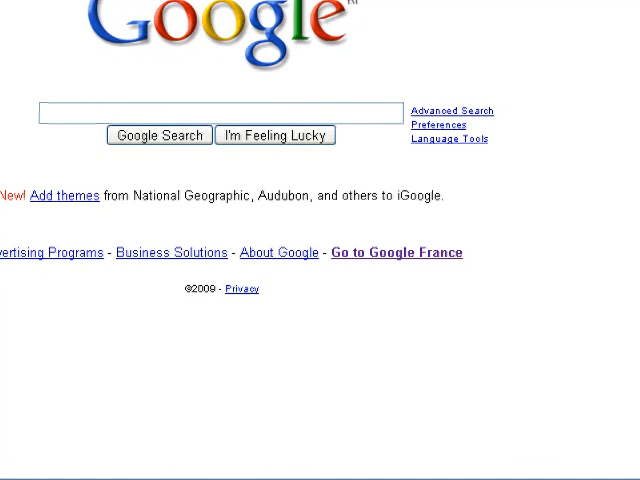 Google™
Advanced Search
Preferences
Language Tools
Google Search I'm Feeling Lucky
New! Add themes from National Geographic, Audubon, and others to iGoogle.
vertising Programs - Business Solutions - About Google - Go to Google France
©2009 - Privacy